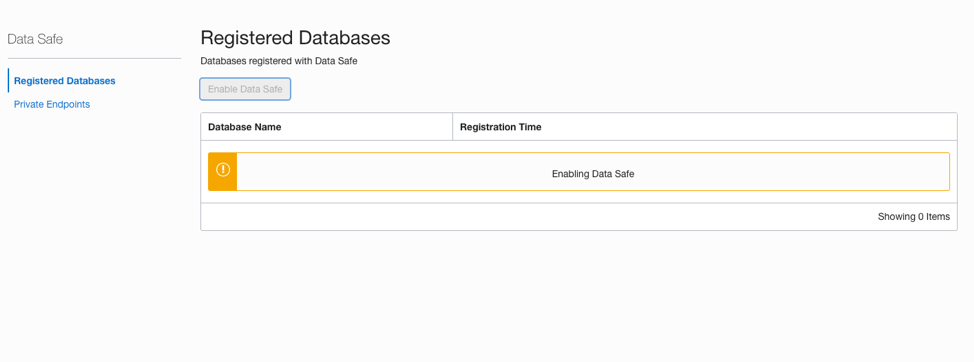 Data Safe
Registered Databases
Private Endpoints
Registered Databases
Databases registered with Data Safe
Enable Data Safe
Database Name
Registration Time
Enabling Data Safe
Showing 0 Items